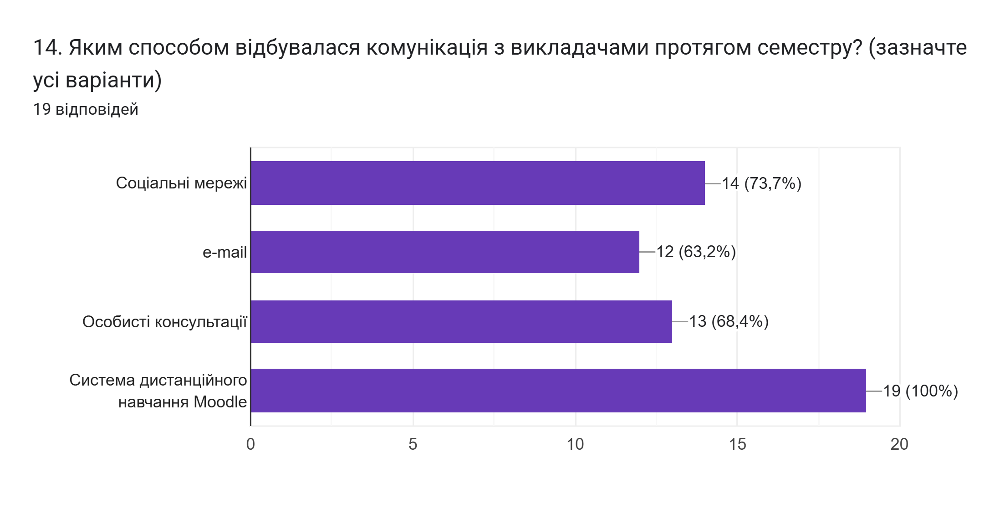 14. Яким способом відбувалася комунікація з викладачами протягом семестру? (зазначте
усі варіанти)
19 відповідей
Соціальні мережі
14 (73,7%)
e-mail
12 (63,2%)
Особисті консультації
13 (68,4%)
Система дистанційного
навчання Moodle
19 (100%)
0 5 10 15 20